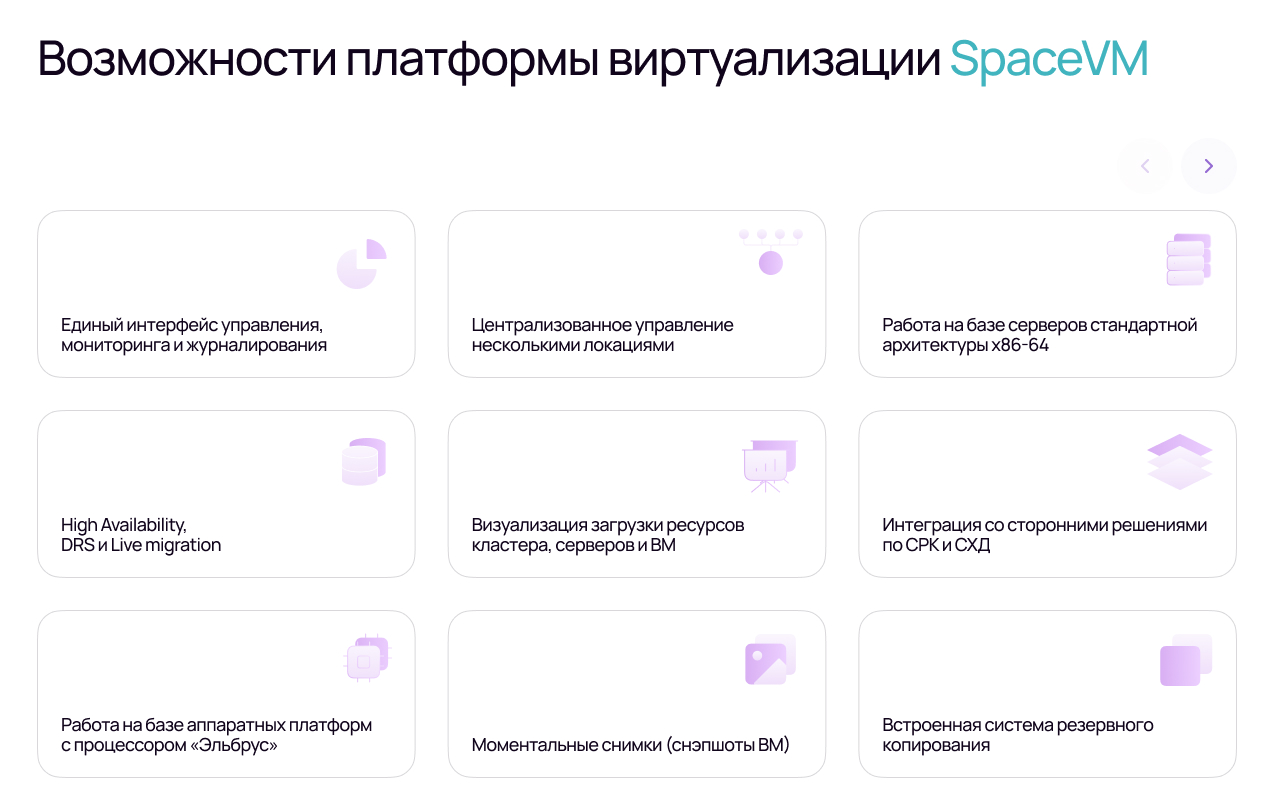 Возможности платформы виртуализации SpaceVM
Единый интерфейс управления,
мониторинга и журналирования
Централизованное управление
несколькими локациями
Работа на базе серверов стандартной
архитектуры x86-64
High Availability,
DRS и Live migration
Визуализация загрузки ресурсов
кластера, серверов и ВМ
Интеграция со сторонними решениями
по СРК и СХД
Работа на базе аппаратных платформ
с процессором «Эльбрус»
Моментальные снимки (снэпшоты ВМ)
Встроенная система резервного
копирования